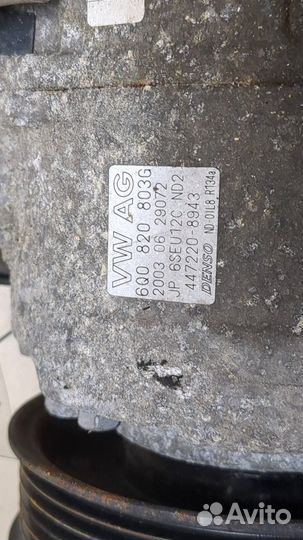 VW AG
6Q0 820 803G
2003 06 29072
JP 6SEU12C ND2
447220-8943
DENSO ND OIL8 R134a
Avito